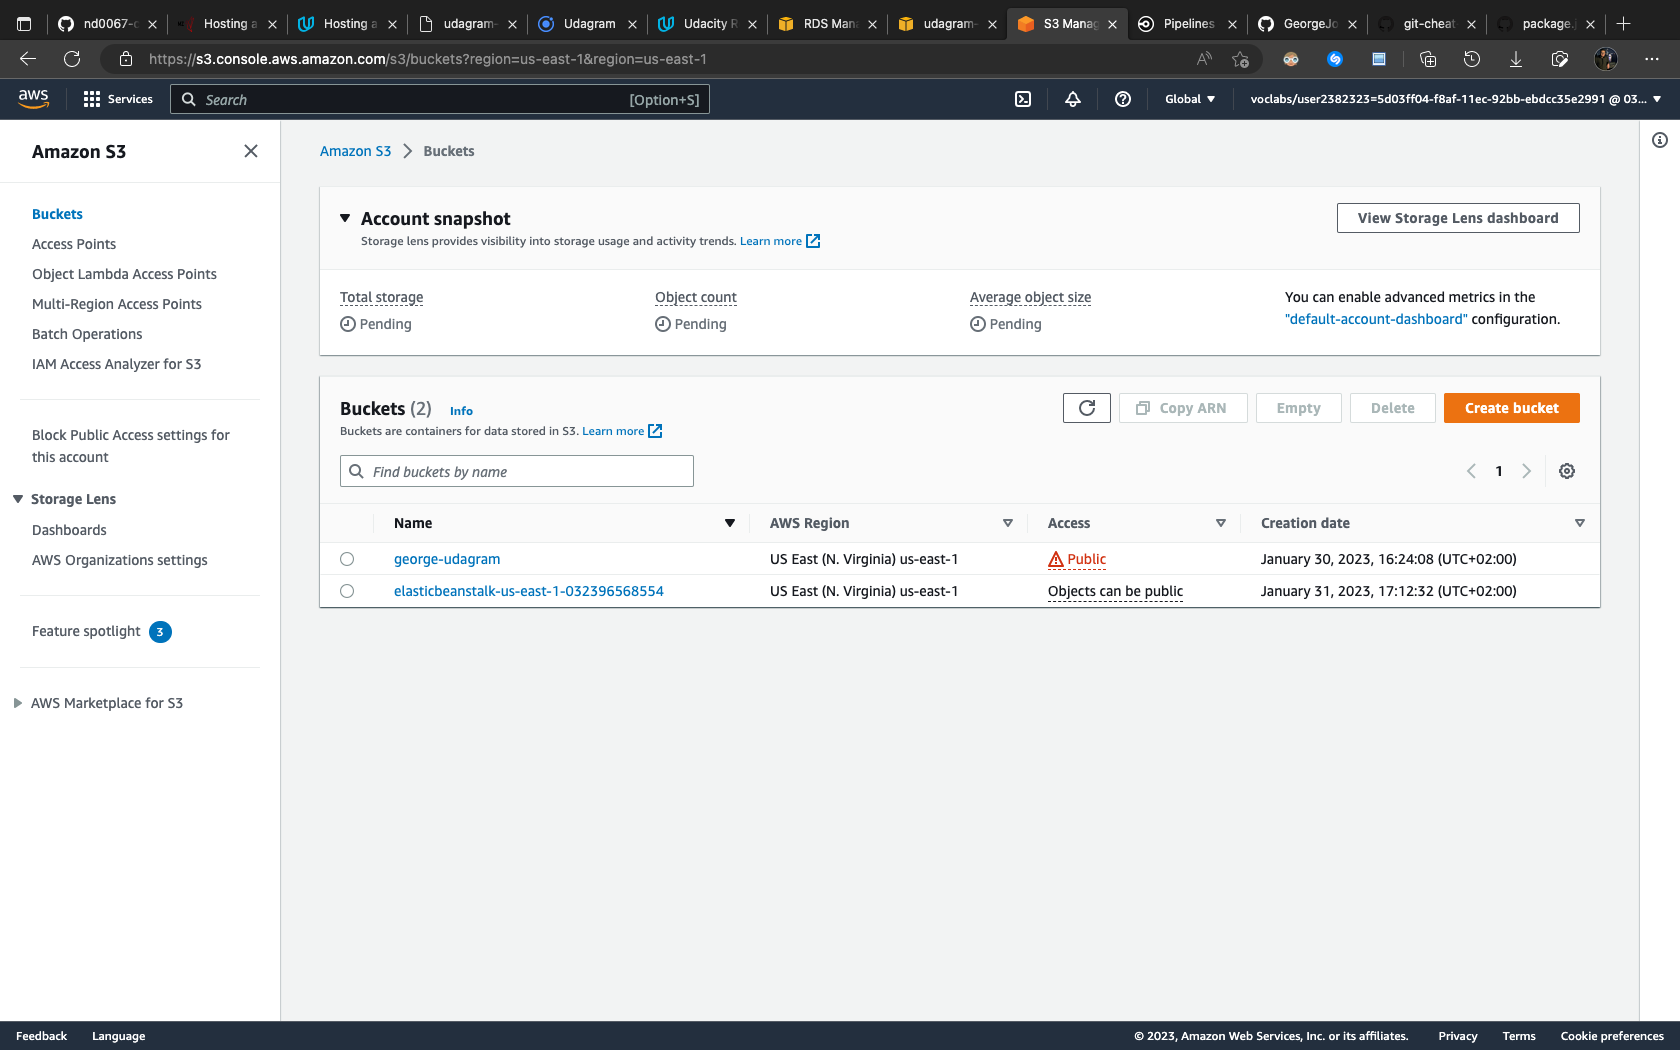 nd0067-c
Hosting a
Hosting a
udagram-
Udagram
Udacity R
RDS Man
udagram-
S3 Manag
Pipelines
GeorgeJo
git-cheat
package.j
https://s3.console.aws.amazon.com/s3/buckets?region=us-east-1&region=us-east-1
aws
Services
Search
[Option+S]
Global
voclabs/user2382323=5d03ff04-f8af-11ec-92bb-ebdcc35e2991 @ 03...
Amazon S3
Buckets
Access Points
Object Lambda Access Points
Multi-Region Access Points
Batch Operations
IAM Access Analyzer for S3
Block Public Access settings for
this account
Storage Lens
Dashboards
AWS Organizations settings
Feature spotlight 3
AWS Marketplace for S3
Amazon S3 > Buckets
Account snapshot
Storage lens provides visibility into storage usage and activity trends. Learn more
View Storage Lens dashboard
Total storage
Pending
Object count
Pending
Average object size
Pending
You can enable advanced metrics in the
"default-account-dashboard" configuration.
Buckets (2) Info
Buckets are containers for data stored in S3. Learn more
Copy ARN
Empty
Delete
Create bucket
Find buckets by name
1
Name AWS Region Access Creation date
george-udagram US East (N. Virginia) us-east-1 Public January 30, 2023, 16:24:08 (UTC+02:00)
elasticbeanstalk-us-east-1-032396568554 US East (N. Virginia) us-east-1 Objects can be public January 31, 2023, 17:12:32 (UTC+02:00)
Feedback Language © 2023, Amazon Web Services, Inc. or its affiliates. Privacy Terms Cookie preferences